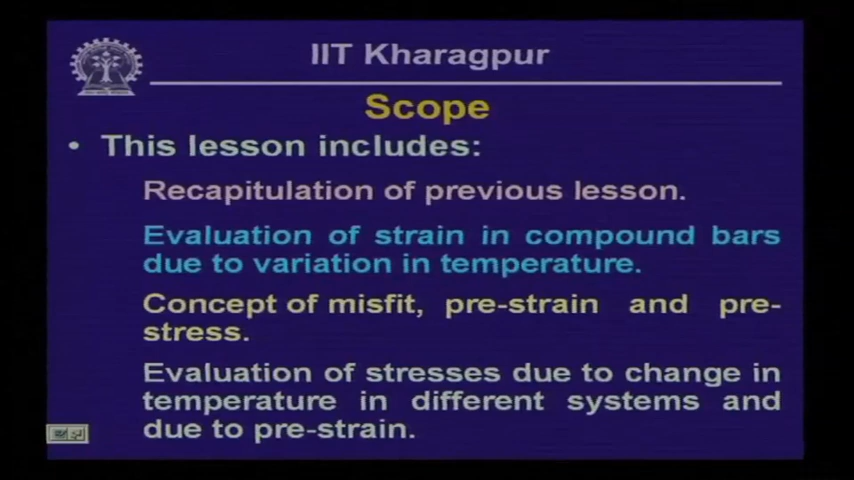 IIT Kharagpur
Scope
• This lesson includes:
Recapitulation of previous lesson.
Evaluation of strain in compound bars
due to variation in temperature.
Concept of misfit, pre-strain and pre-
stress.
Evaluation of stresses due to change in
temperature in different systems and
due to pre-strain.